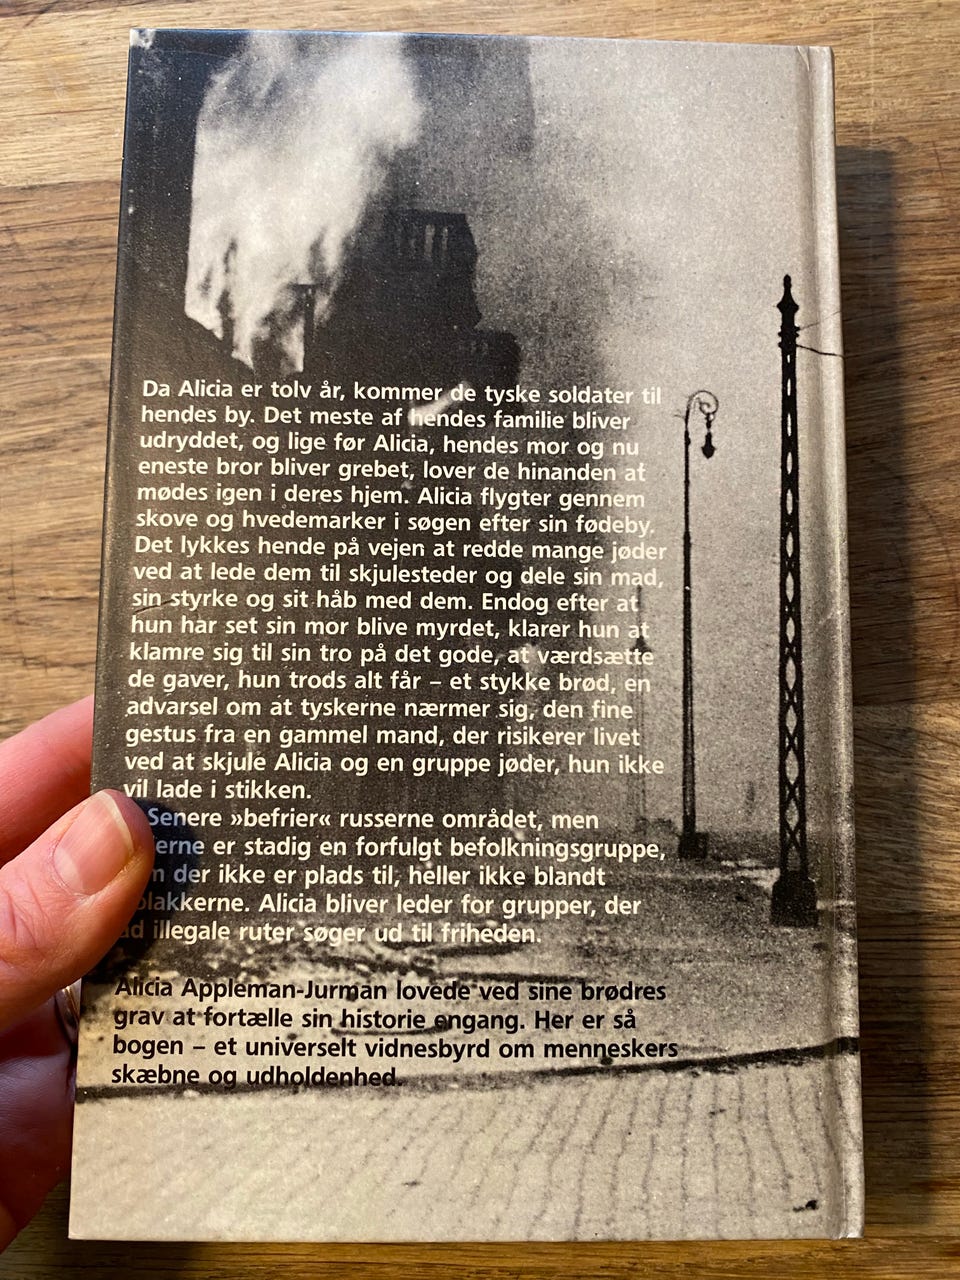 Da Alicia er tolv år, kommer de tyske soldater til
hendes by. Det meste af hendes familie bliver
udryddet, og lige før Alicia, hendes mor og nu
eneste bror bliver grebet, lover de hinanden at
mødes igen i deres hjem. Alicia flygter gennem
skove og hvedemarker i søgen efter sin fødeby.
Det lykkes hende på vejen at redde mange jøder
ved at lede dem til skjulesteder og dele sin mad,
sin styrke og sit håb med dem. Endog efter at
hun har set sin mor blive myrdet, klarer hun at
klamre sig til sin tro på det gode, at værdsætte
de gaver, hun trods alt får – et stykke brød, en
advarsel om at tyskerne nærmer sig, den fine
gestus fra en gammel mand, der risikerer livet
ved at skjule Alicia og en gruppe jøder, hun ikke
vil lade i stikken.
Senere »befrier« russerne området, men
er stadig en forfulgt befolkningsgruppe,
der ikke er plads til, heller ikke blandt
Alicia bliver leder for grupper, der
illegale ruter søger ud til friheden.
Alicia Appleman-Jurman lovede ved sine brødres
grav at fortælle sin historie engang. Her er så
bogen – et universelt vidnesbyrd om menneskers
skæbne og udholdenhed.